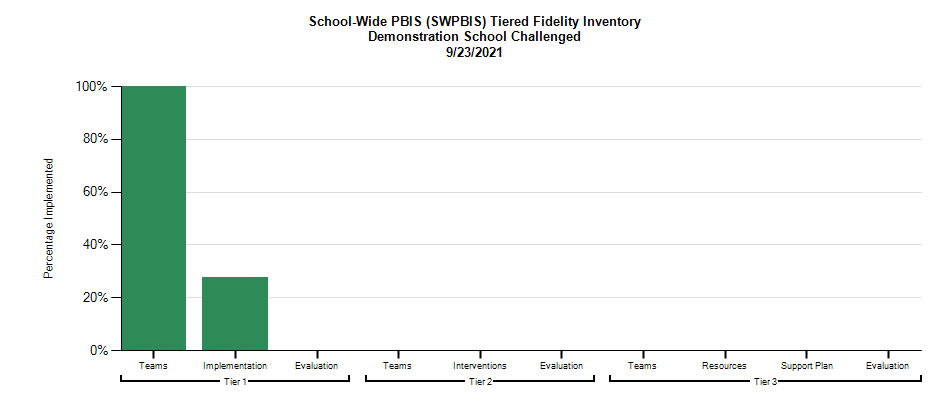 School-Wide PBIS (SWPBIS) Tiered Fidelity Inventory
Demonstration School Challenged
9/23/2021
100%
80%
60%
40%
20%
0%
Percentage Implemented
Teams Implementation Evaluation Teams Interventions Evaluation Teams Resources Support Plan Evaluation
Tier 1 Tier 2 Tier 3